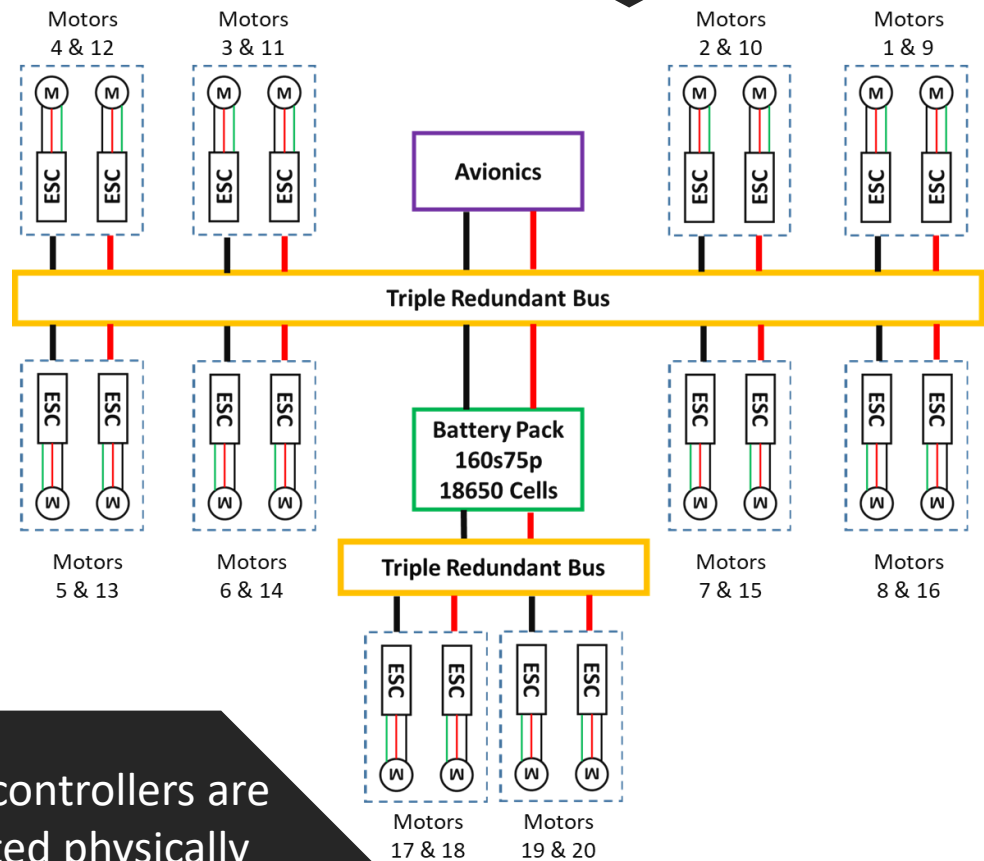 Motors
4 & 12
Motors
3 & 11
Motors
2 & 10
Motors
1 & 9
M
M
M
M
M
M
M
M
ESC
ESC
ESC
ESC
ESC
ESC
ESC
ESC
Avionics
Triple Redundant Bus
ESC
ESC
ESC
ESC
ESC
ESC
ESC
ESC
M
M
M
M
M
M
M
M
Battery Pack
160s75p
18650 Cells
Motors
5 & 13
Motors
6 & 14
Motors
7 & 15
Motors
8 & 16
Triple Redundant Bus
ESC
ESC
ESC
ESC
M
M
M
M
Motors
17 & 18
Motors
19 & 20
controllers are
ted physically